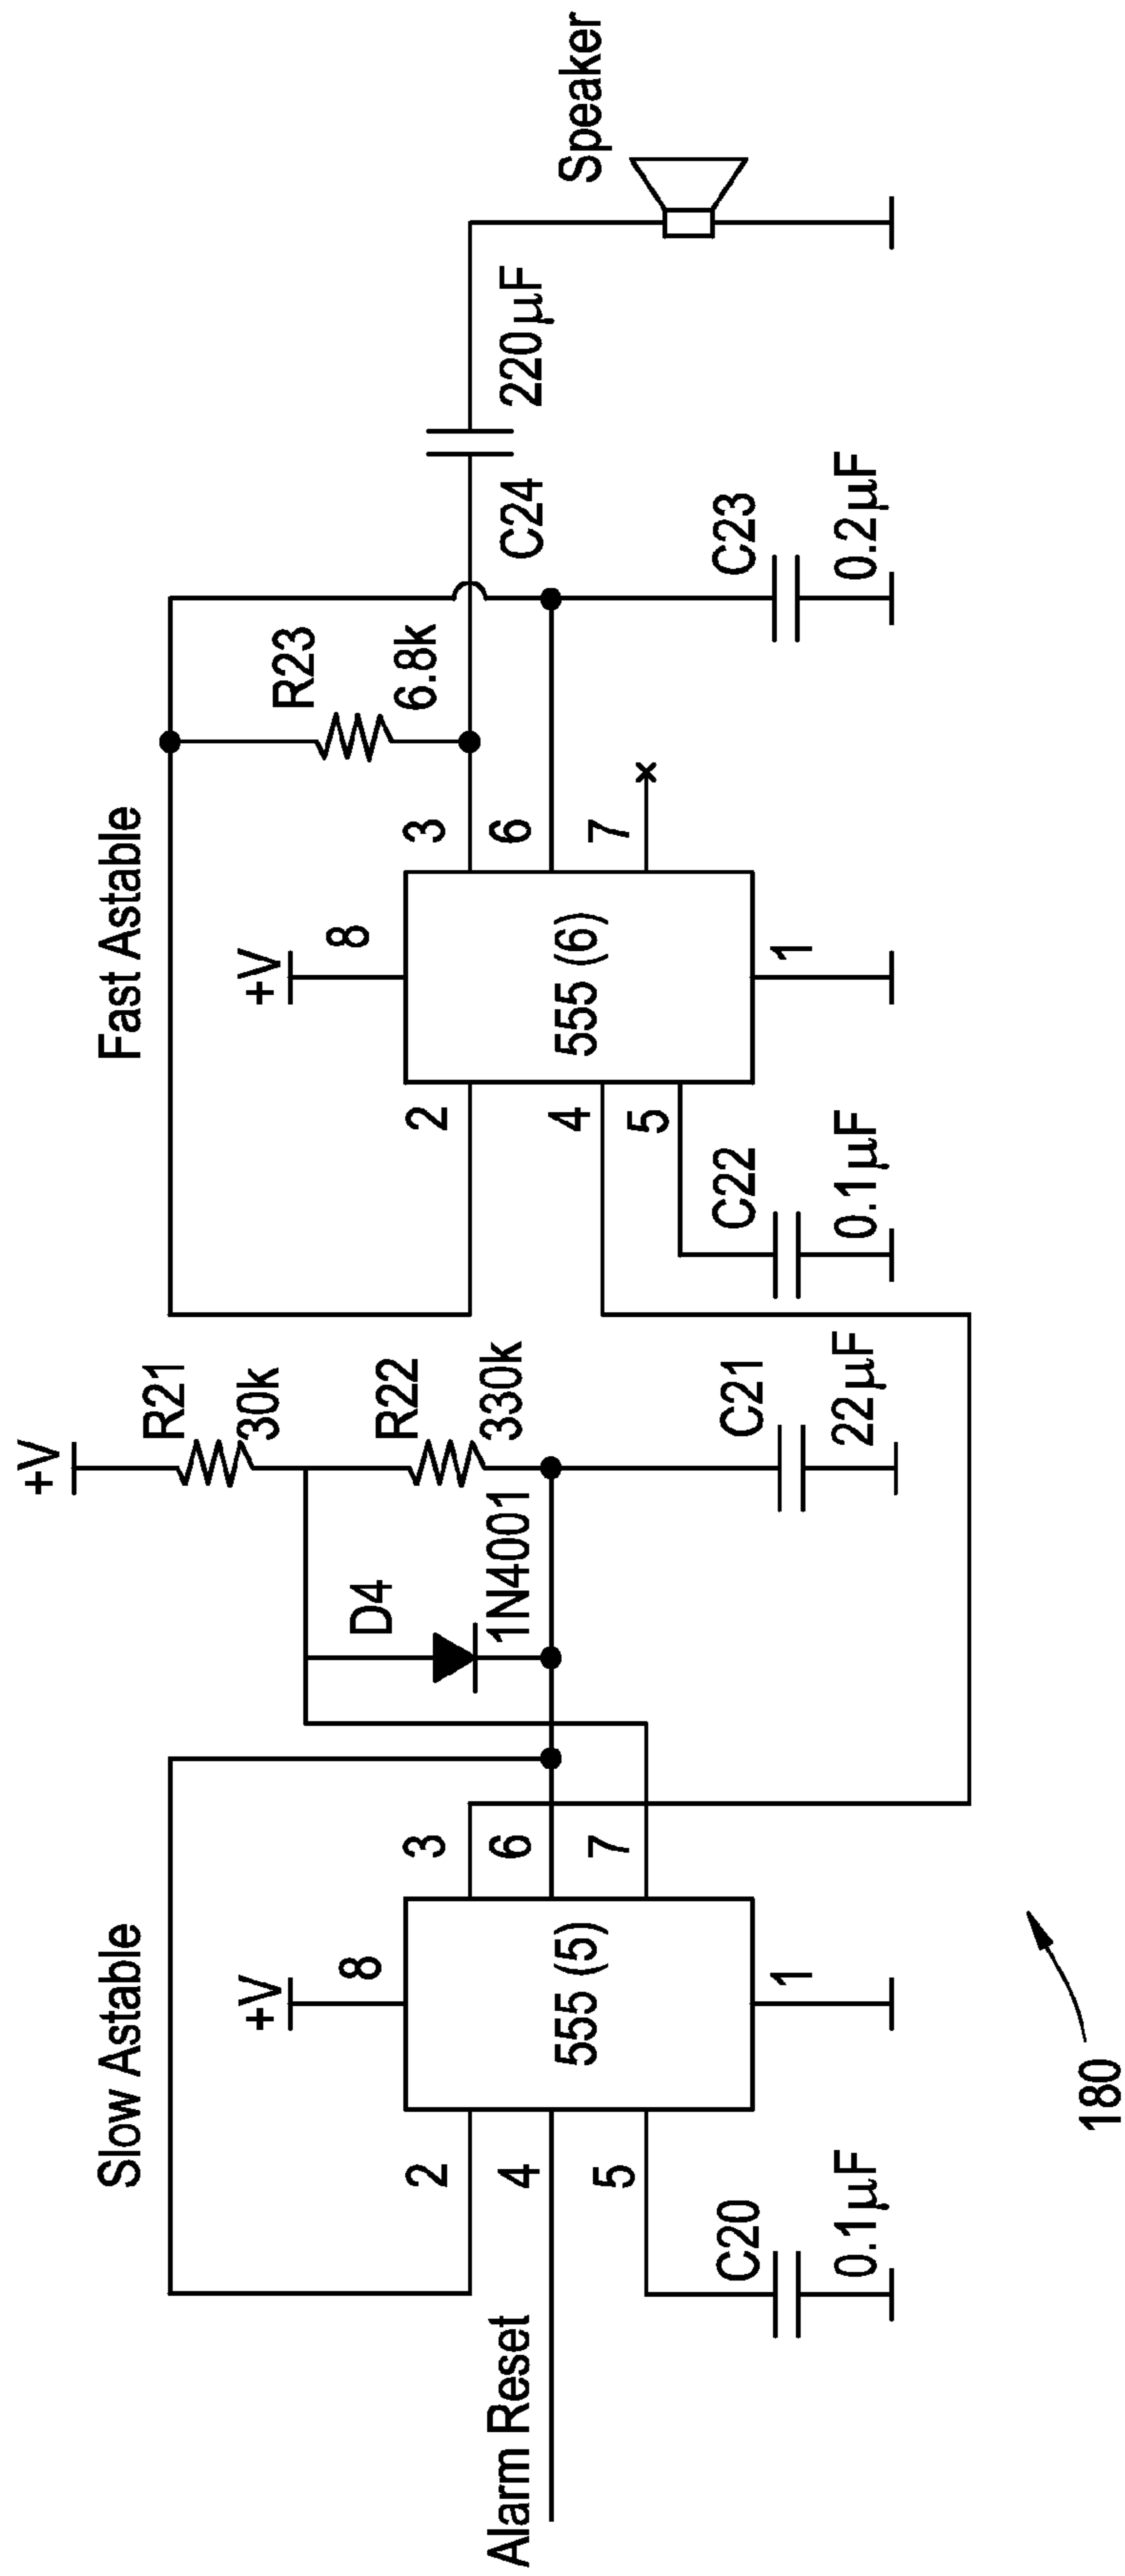 Slow Astable
Fast Astable
+V
R21
30k
+V
8
+V
8
R23
6.8k
D4
R22
330k
1N4001
2
3
2
3
C24
220µF
Speaker
Alarm Reset
4
555 (5)
6
4
555 (6)
6
5
7
5
7
C20
0.1µF
1
C21
22µF
C22
0.1µF
1
C23
0.2µF
180